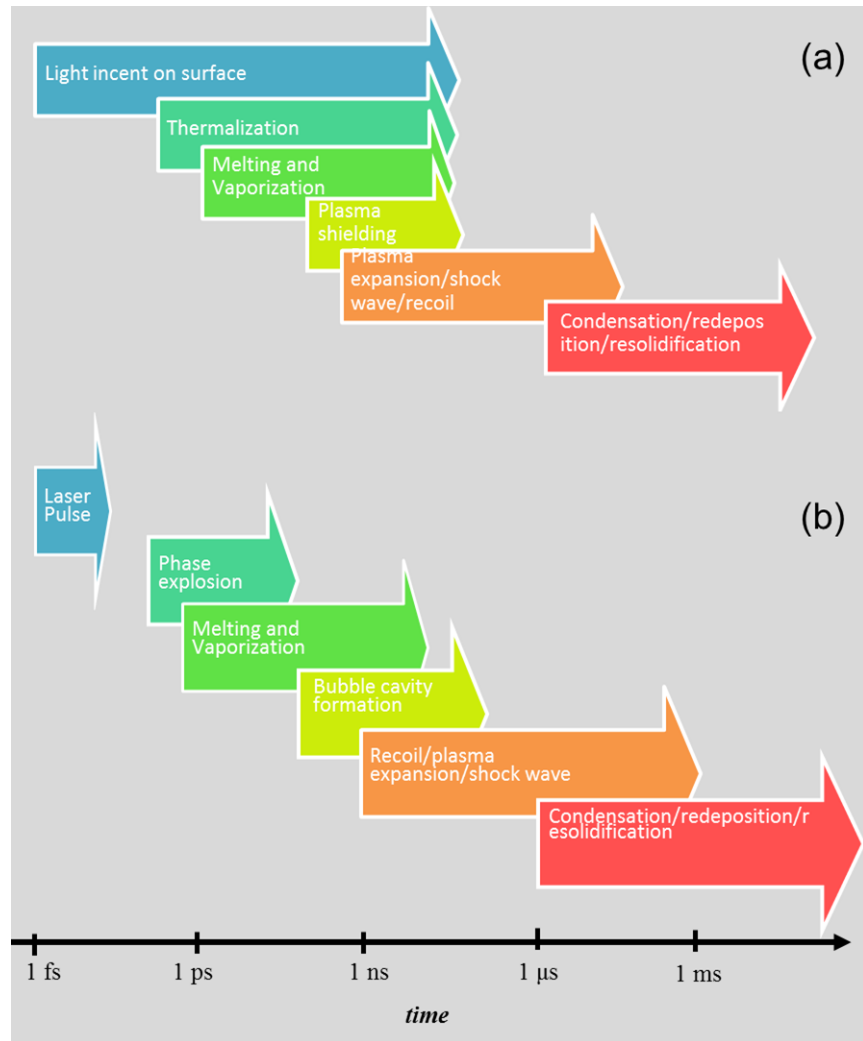 (a)
Light incent on surface
Thermalization
Melting and
Vaporization
Plasma
shielding
Plasma
expansion/shock
wave/recoil
Condensation/redepos
ition/resolidification
(b)
Laser
Pulse
Phase
explosion
Melting and
Vaporization
Bubble cavity
formation
Recoil/plasma
expansion/shock wave
Condensation/redeposition/r
esolidification
1 fs
1 ps
1 ns
1 μs
1 ms
time